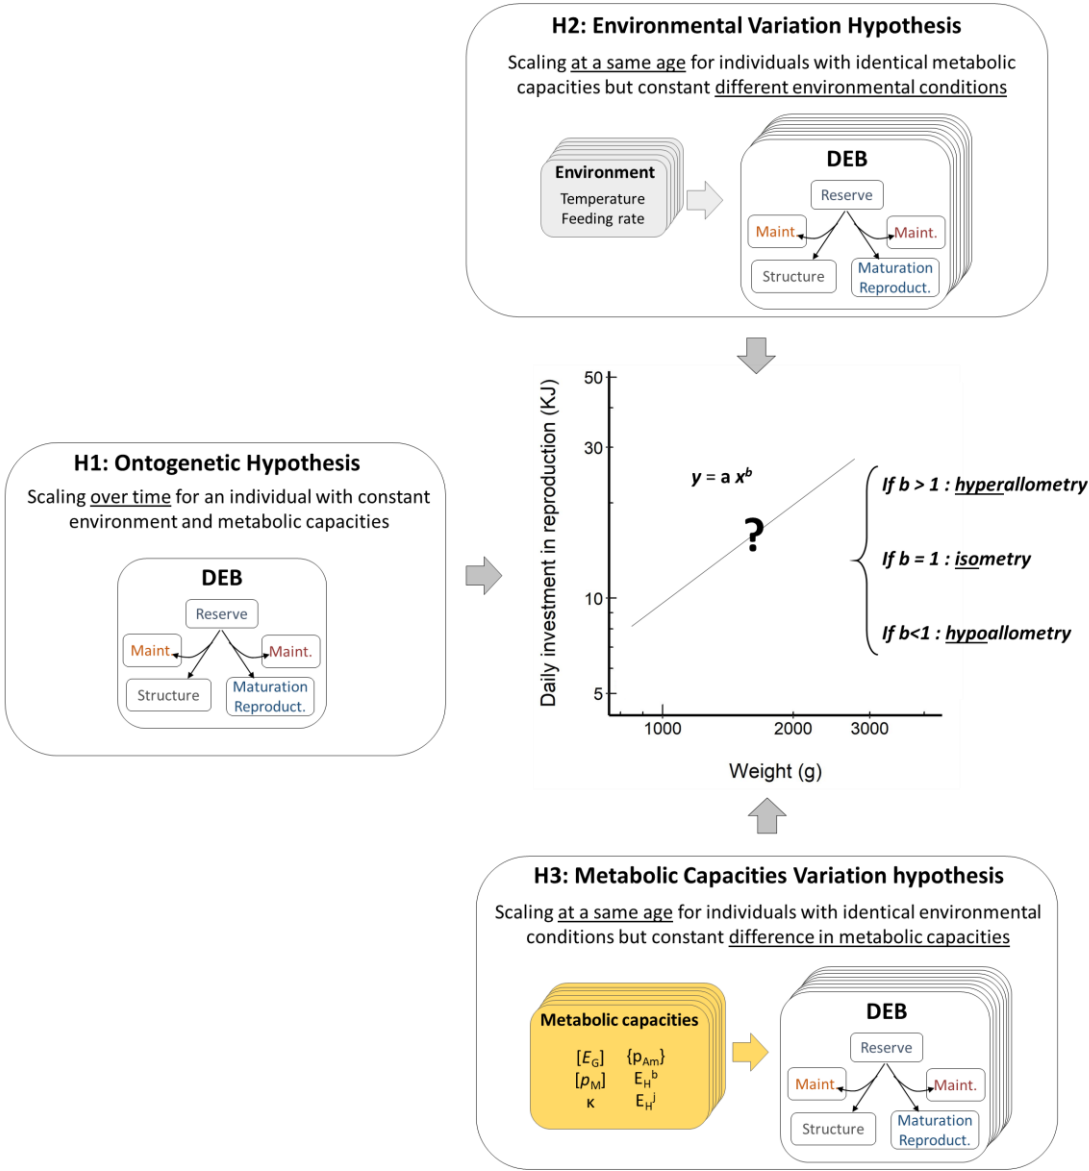 H2: Environmental Variation Hypothesis
Scaling at a same age for individuals with identical metabolic
capacities but constant different environmental conditions
Environment
Temperature
Feeding rate
DEB
Reserve
Maint.
Maint.
Structure
Maturation
Reproduct.
H1: Ontogenetic Hypothesis
Scaling over time for an individual with constant
environment and metabolic capacities
DEB
Reserve
Maint.
Maint.
Structure
Maturation
Reproduct.
Daily investment in reproduction (KJ)
50
30
10
5
y = a x^b
?
If b > 1 : hyperallometry
If b = 1 : isometry
If b<1 : hypoallometry
1000
2000
3000
Weight (g)
H3: Metabolic Capacities Variation hypothesis
Scaling at a same age for individuals with identical environmental
conditions but constant difference in metabolic capacities
Metabolic capacities
[E_G] {p_Am}
[p_M] E_H^b
κ E_H^j
DEB
Reserve
Maint.
Maint.
Structure
Maturation
Reproduct.